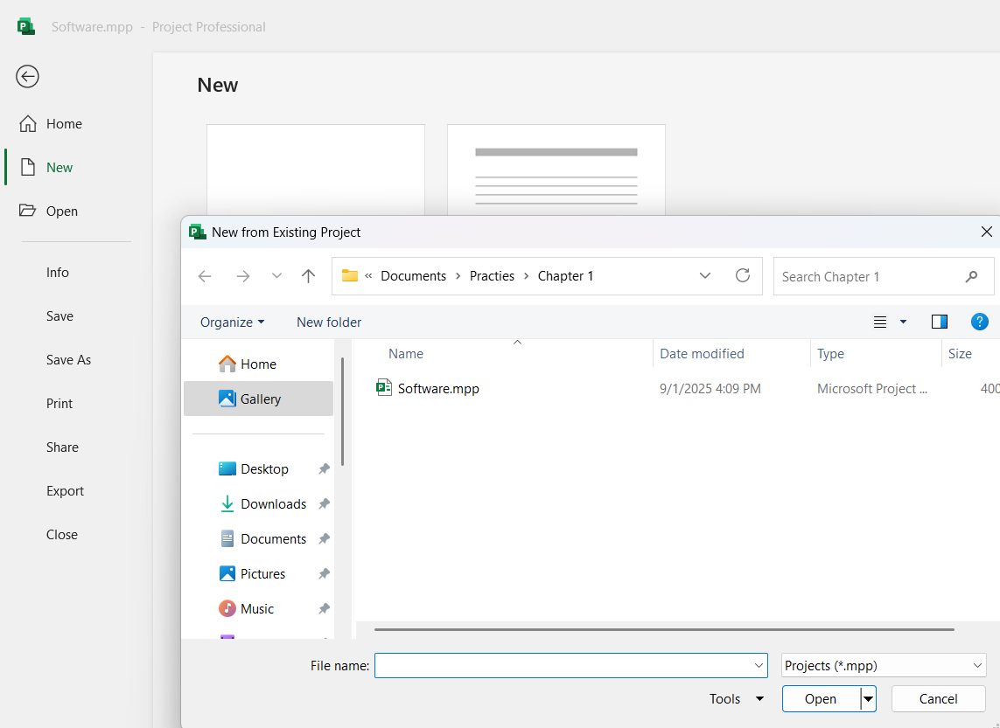 Software.mpp - Project Professional
New
Home
New
Open
Info
Save
Save As
Print
Share
Export
Close
New from Existing Project
« Documents > Practies > Chapter 1
Search Chapter 1
Organize
New folder
?
Name Date modified Type Size
Software.mpp 9/1/2025 4:09 PM Microsoft Project ... 400
Home
Gallery
Desktop
Downloads
Documents
Pictures
Music
File name:
Projects (*.mpp)
Tools
Open
Cancel